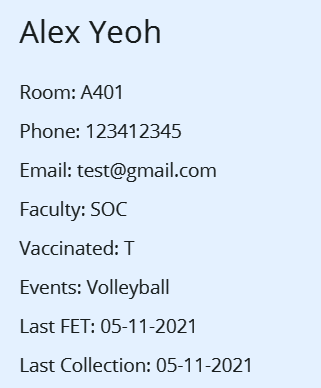 Alex Yeoh
Room: A401
Phone: 123412345
Email: test@gmail.com
Faculty: SOC
Vaccinated: T
Events: Volleyball
Last FET: 05-11-2021
Last Collection: 05-11-2021